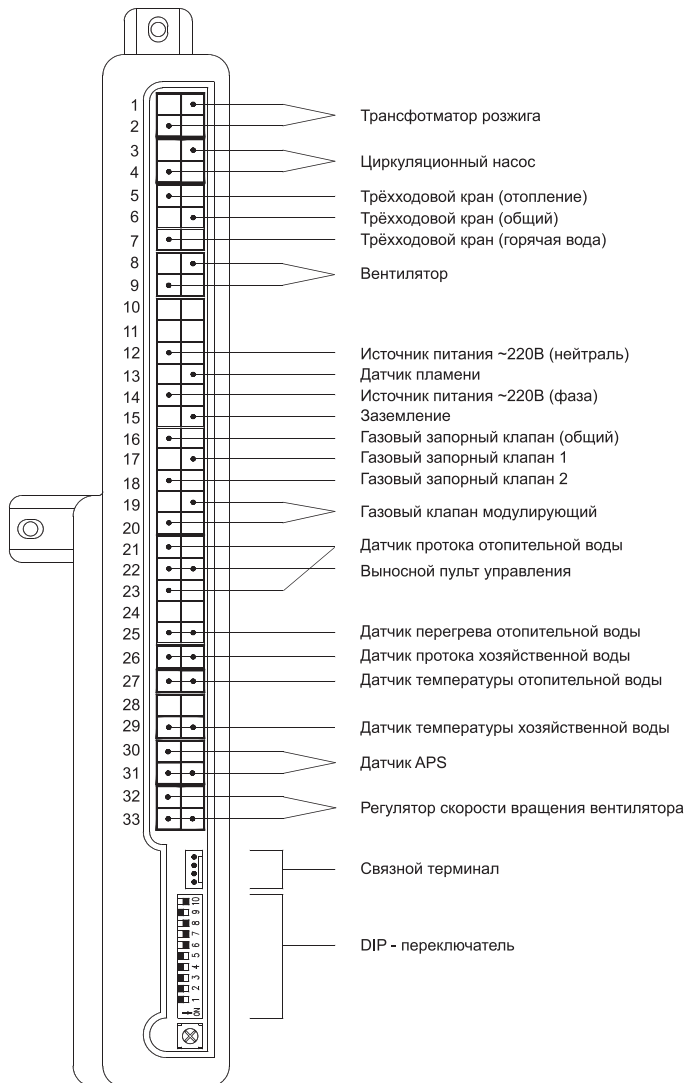 1
2
Трансфотматор розжига
3
4
Циркуляционный насос
5
Трёхходовой кран (отопление)
6
Трёхходовой кран (общий)
7
Трёхходовой кран (горячая вода)
8
9
Вентилятор
10
11
12
Источник питания ~220В (нейтраль)
13
Датчик пламени
14
Источник питания ~220В (фаза)
15
Заземление
16
Газовый запорный клапан (общий)
17
Газовый запорный клапан 1
18
Газовый запорный клапан 2
19
20
Газовый клапан модулирующий
21
Датчик протока отопительной воды
22
Выносной пульт управления
23
24
25
Датчик перегрева отопительной воды
26
Датчик протока хозяйственной воды
27
Датчик температуры отопительной воды
28
29
Датчик температуры хозяйственной воды
30
31
Датчик APS
32
33
Регулятор скорости вращения вентилятора
Связной терминал
DIP - переключатель
ON 1 2 3 4 5 6 7 8 9 10